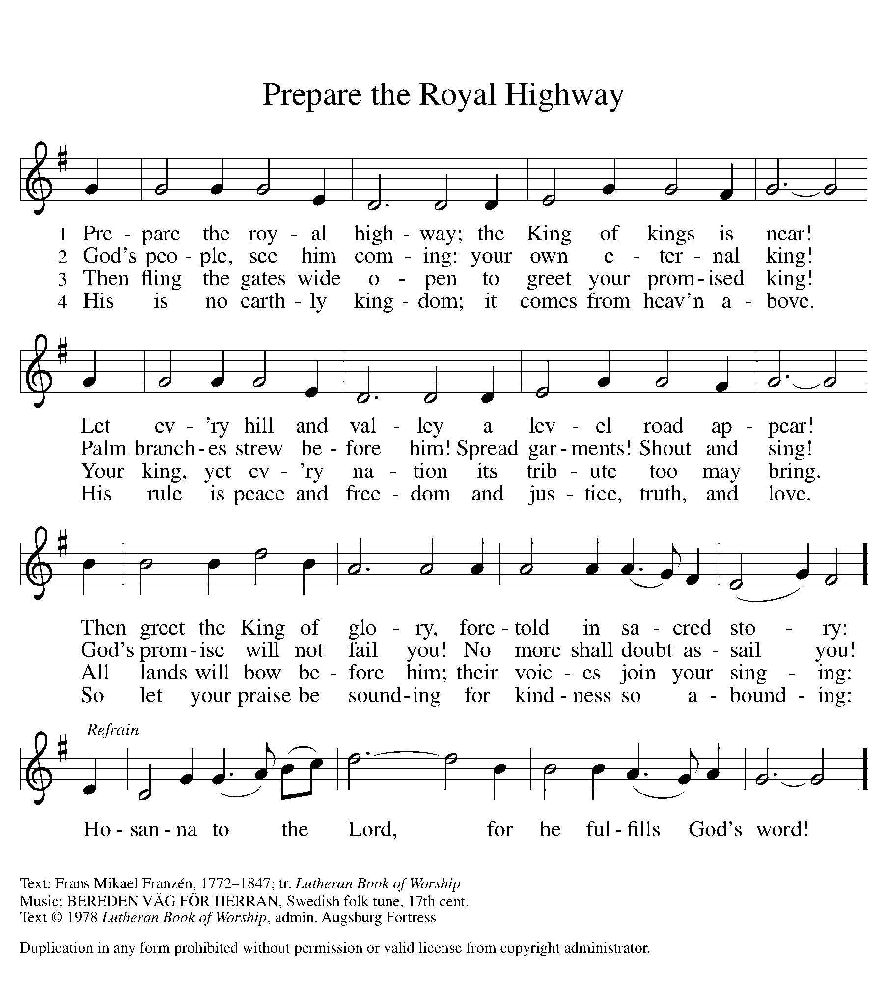 Prepare the Royal Highway
1 Pre - pare the roy - al high - way; the King of kings is near!
2 God's peo - ple, see him com - ing: your own e - ter - nal king!
3 Then fling the gates wide o - pen to greet your prom - ised king!
4 His is no earth - ly king - dom; it comes from heav'n a - bove.
Let ev - 'ry hill and val - ley a lev - el road ap - pear!
Palm branch - es strew be - fore him! Spread gar - ments! Shout and sing!
Your king, yet ev - 'ry na - tion its trib - ute too may bring.
His rule is peace and free - dom and jus - tice, truth, and love.
Then greet the King of glo - ry, fore - told in sa - cred sto - ry:
God's prom - ise will not fail you! No more shall doubt as - sail you!
All lands will bow be - fore him; their voic - es join your sing - ing:
So let your praise be sound - ing for kind - ness so a - bound - ing:
Refrain
Ho - san - na to the Lord, for he ful - fills God's word!
Text: Frans Mikael Franzén, 1772–1847; tr. Lutheran Book of Worship
Music: BEREDEN VÄG FÖR HERRAN, Swedish folk tune, 17th cent.
Text © 1978 Lutheran Book of Worship, admin. Augsburg Fortress
Duplication in any form prohibited without permission or valid license from copyright administrator.